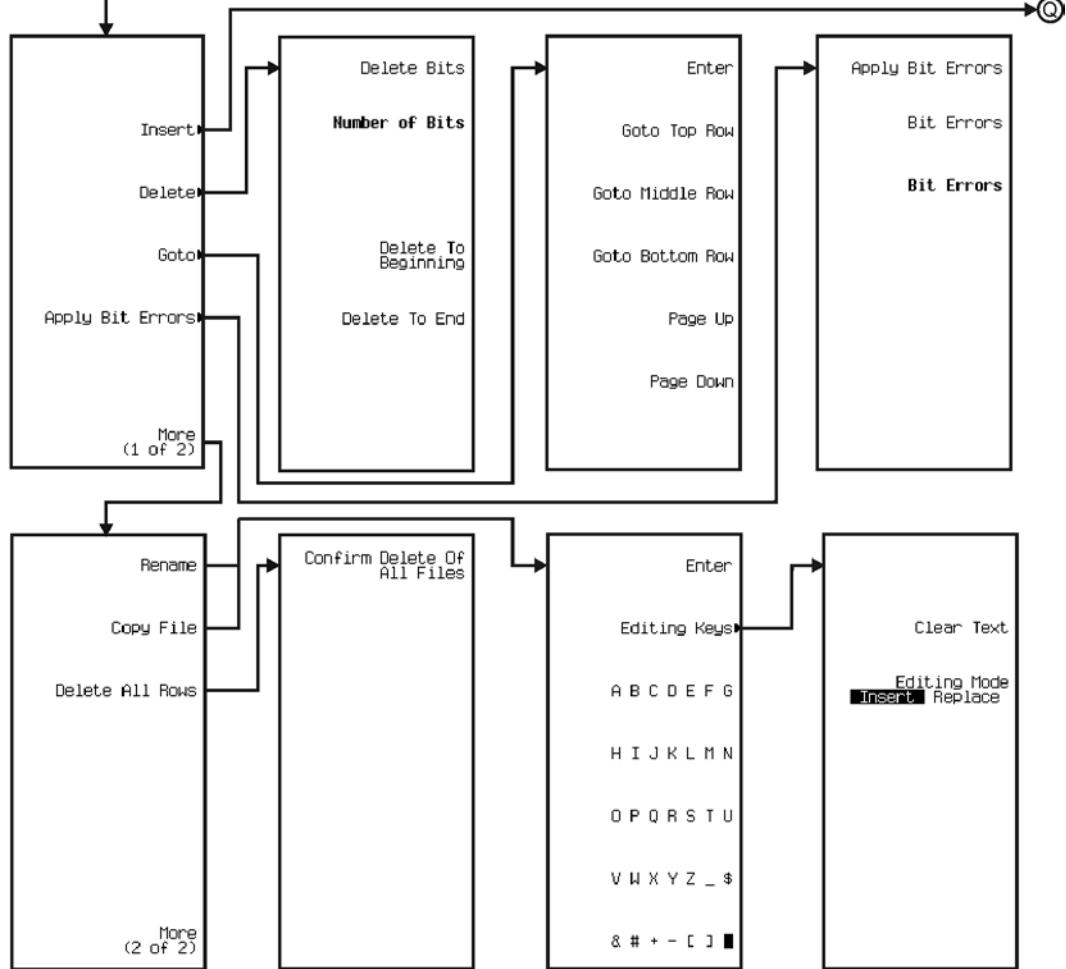 Q
Insert
Delete
Goto
Apply Bit Errors
More
(1 of 2)
Delete Bits
Number of Bits
Delete To
Beginning
Delete To End
Enter
Goto Top Row
Goto Middle Row
Goto Bottom Row
Page Up
Page Down
Apply Bit Errors
Bit Errors
Bit Errors
Rename
Copy File
Delete All Rows
More
(2 of 2)
Confirm Delete Of
All Files
Enter
Editing Keys
A B C D E F G
H I J K L M N
O P Q R S T U
V W X Y Z _ $
& # + - [ ] █
Clear Text
Editing Mode
Insert Replace